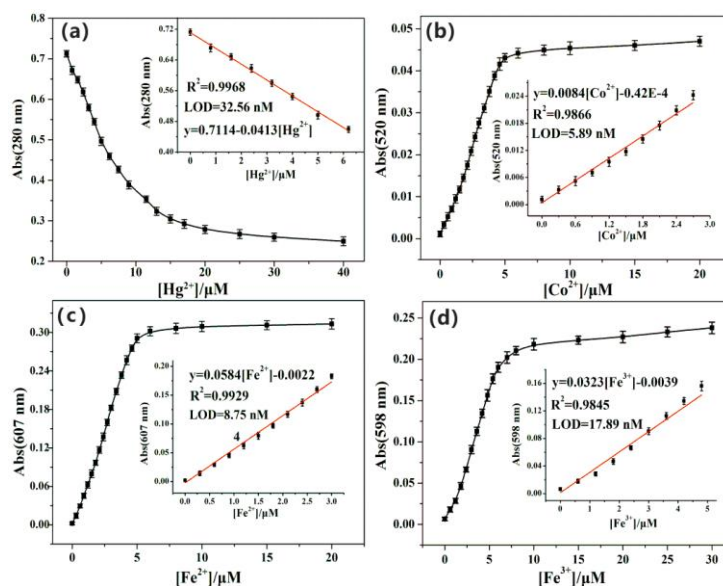 (a)
Abs(280 nm)
0.8
0.7
0.6
0.5
0.4
0.3
0.2
0 10 20 30 40
[Hg²⁺]/μM
Abs(280 nm)
0.72
0.64
0.56
0.48
0.40
0 1 2 3 4 5 6
[Hg²⁺]/μM
R²=0.9968
LOD=32.56 nM
y=0.7114-0.0413[Hg²⁺]
(b)
Abs(520 nm)
0.05
0.04
0.03
0.02
0.01
0.00
0 5 10 15 20
[Co²⁺]/μM
y=0.0084[Co²⁺]-0.42E-4
R²=0.9866
LOD=5.89 nM
Abs(520 nm)
0.024
0.018
0.012
0.006
0.000
0.0 0.6 1.2 1.8 2.4 3.0
[Co²⁺]/μM
(c)
Abs(607 nm)
0.30
0.24
0.18
0.12
0.06
0.00
0 5 10 15 20
[Fe²⁺]/μM
y=0.0584[Fe²⁺]-0.0022
R²=0.9929
LOD=8.75 nM
4
Abs(607 nm)
0.20
0.15
0.10
0.05
0.00
0.0 0.5 1.0 1.5 2.0 2.5 3.0
[Fe²⁺]/μM
(d)
Abs(598 nm)
0.25
0.20
0.15
0.10
0.05
0.00
0 5 10 15 20 25 30
[Fe³⁺]/μM
y=0.0323[Fe³⁺]-0.0039
R²=0.9845
LOD=17.89 nM
Abs(598 nm)
0.16
0.12
0.08
0.04
0.00
0 1 2 3 4 5
[Fe³⁺]/μM